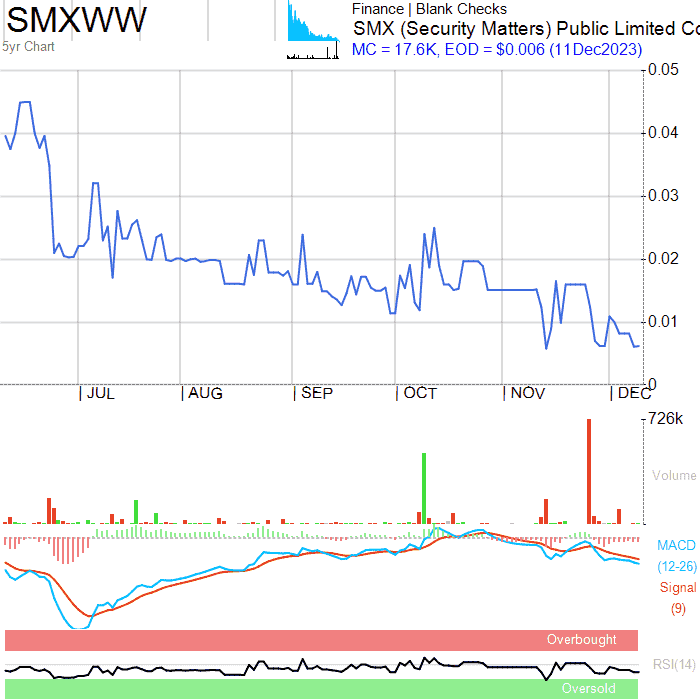 SMXWW
5yr Chart
Finance | Blank Checks
SMX (Security Matters) Public Limited Co
MC = 17.6K, EOD = $0.006 (11Dec2023)
0.05
0.04
0.03
0.02
0.01
0
JUL
AUG
SEP
OCT
NOV
DEC
726k
Volume
MACD
(12-26)
Signal
(9)
Overbought
RSI(14)
Oversold